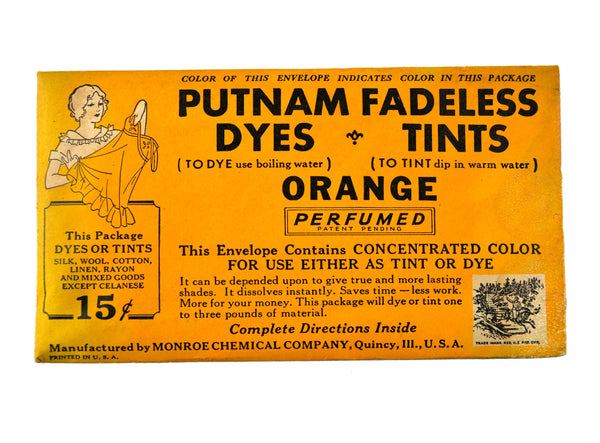 COLOR OF THIS ENVELOPE INDICATES COLOR IN THIS PACKAGE
PUTNAM FADELESS
DYES TINTS
(TO DYE use boiling water) (TO TINT dip in warm water)
ORANGE
PERFUMED
PATENT PENDING
This Package
DYES OR TINTS
SILK, WOOL, COTTON,
LINEN, RAYON
AND MIXED GOODS
EXCEPT CELANESE
15¢
This Envelope Contains CONCENTRATED COLOR
FOR USE EITHER AS TINT OR DYE
It can be depended upon to give true and more lasting
shades. It dissolves instantly. Saves time — less work.
More for your money. This package will dye or tint one
to three pounds of material.
Complete Directions Inside
TRADE MARK REG. U.S. PAT. OFF.
Manufactured by MONROE CHEMICAL COMPANY, Quincy, Ill., U.S.A.
PRINTED IN U. S. A.